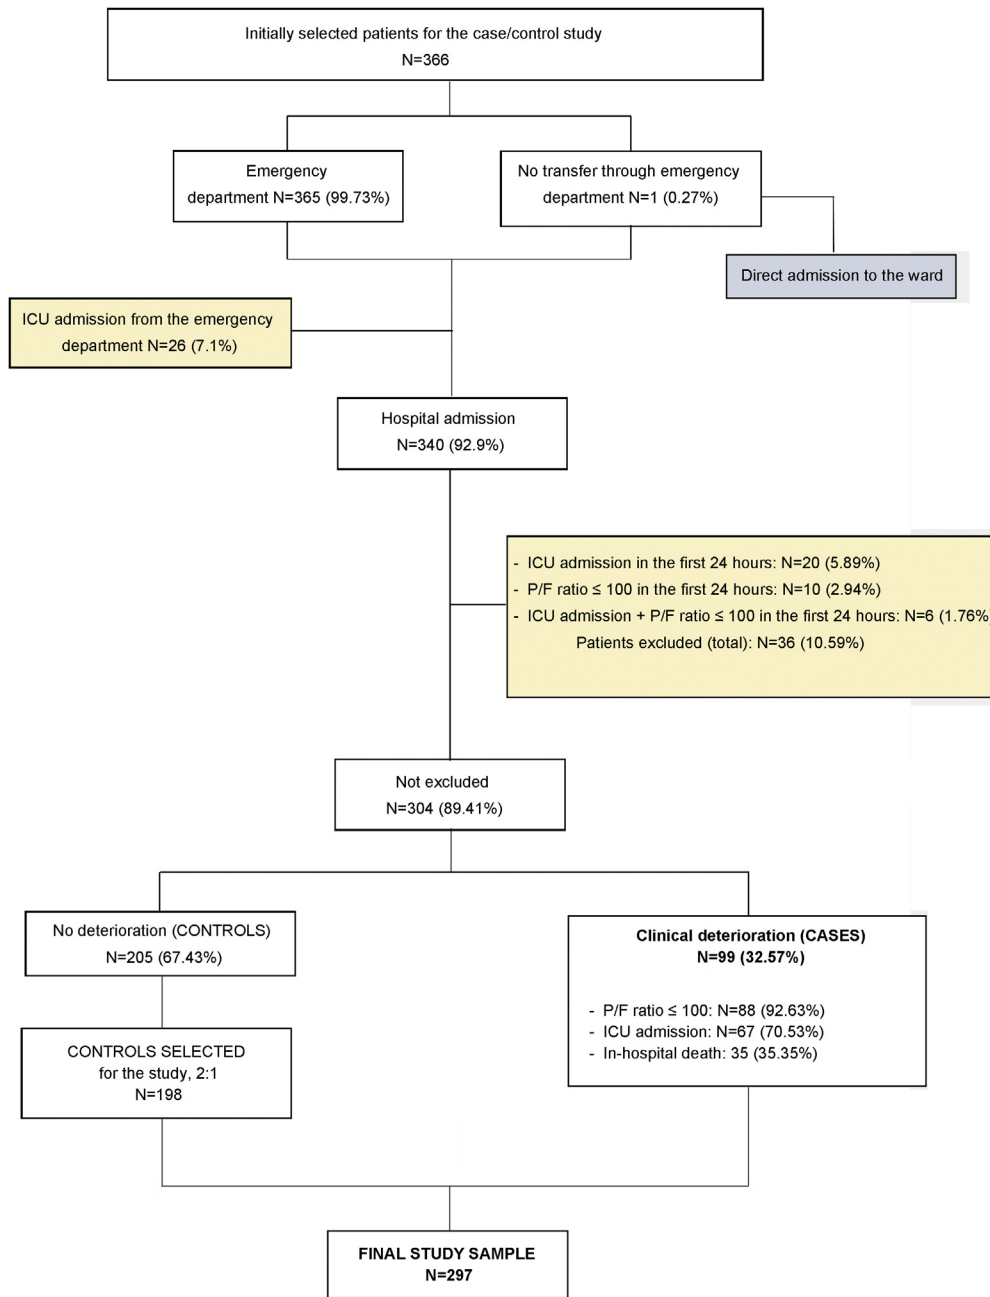 Initially selected patients for the case/control study
N=366
Emergency
department N=365 (99.73%)
No transfer through emergency
department N=1 (0.27%)
Direct admission to the ward
ICU admission from the emergency
department N=26 (7.1%)
Hospital admission
N=340 (92.9%)
- ICU admission in the first 24 hours: N=20 (5.89%)
- P/F ratio ≤ 100 in the first 24 hours: N=10 (2.94%)
- ICU admission + P/F ratio ≤ 100 in the first 24 hours: N=6 (1.76%
Patients excluded (total): N=36 (10.59%)
Not excluded
N=304 (89.41%)
No deterioration (CONTROLS)
N=205 (67.43%)
CONTROLS SELECTED
for the study, 2:1
N=198
Clinical deterioration (CASES)
N=99 (32.57%)
- P/F ratio ≤ 100: N=88 (92.63%)
- ICU admission: N=67 (70.53%)
- In-hospital death: 35 (35.35%)
FINAL STUDY SAMPLE
N=297